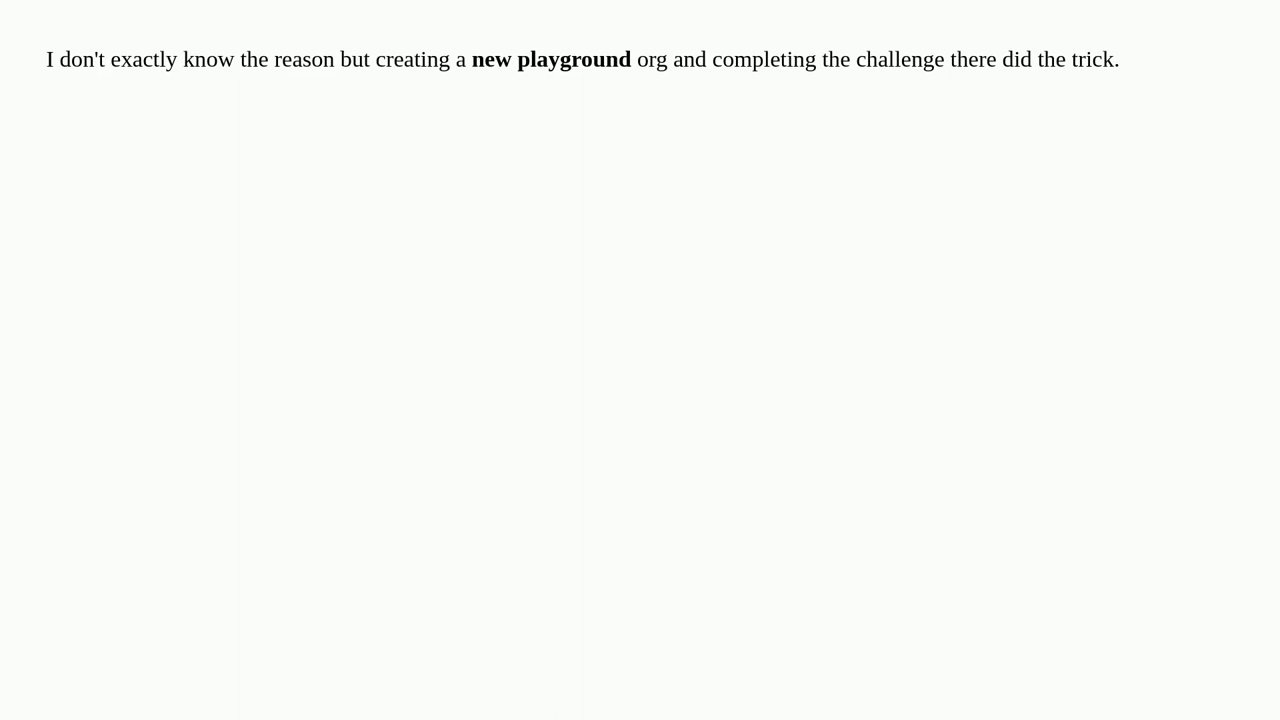 I don't exactly know the reason but creating a new playground org and completing the challenge there did the trick.